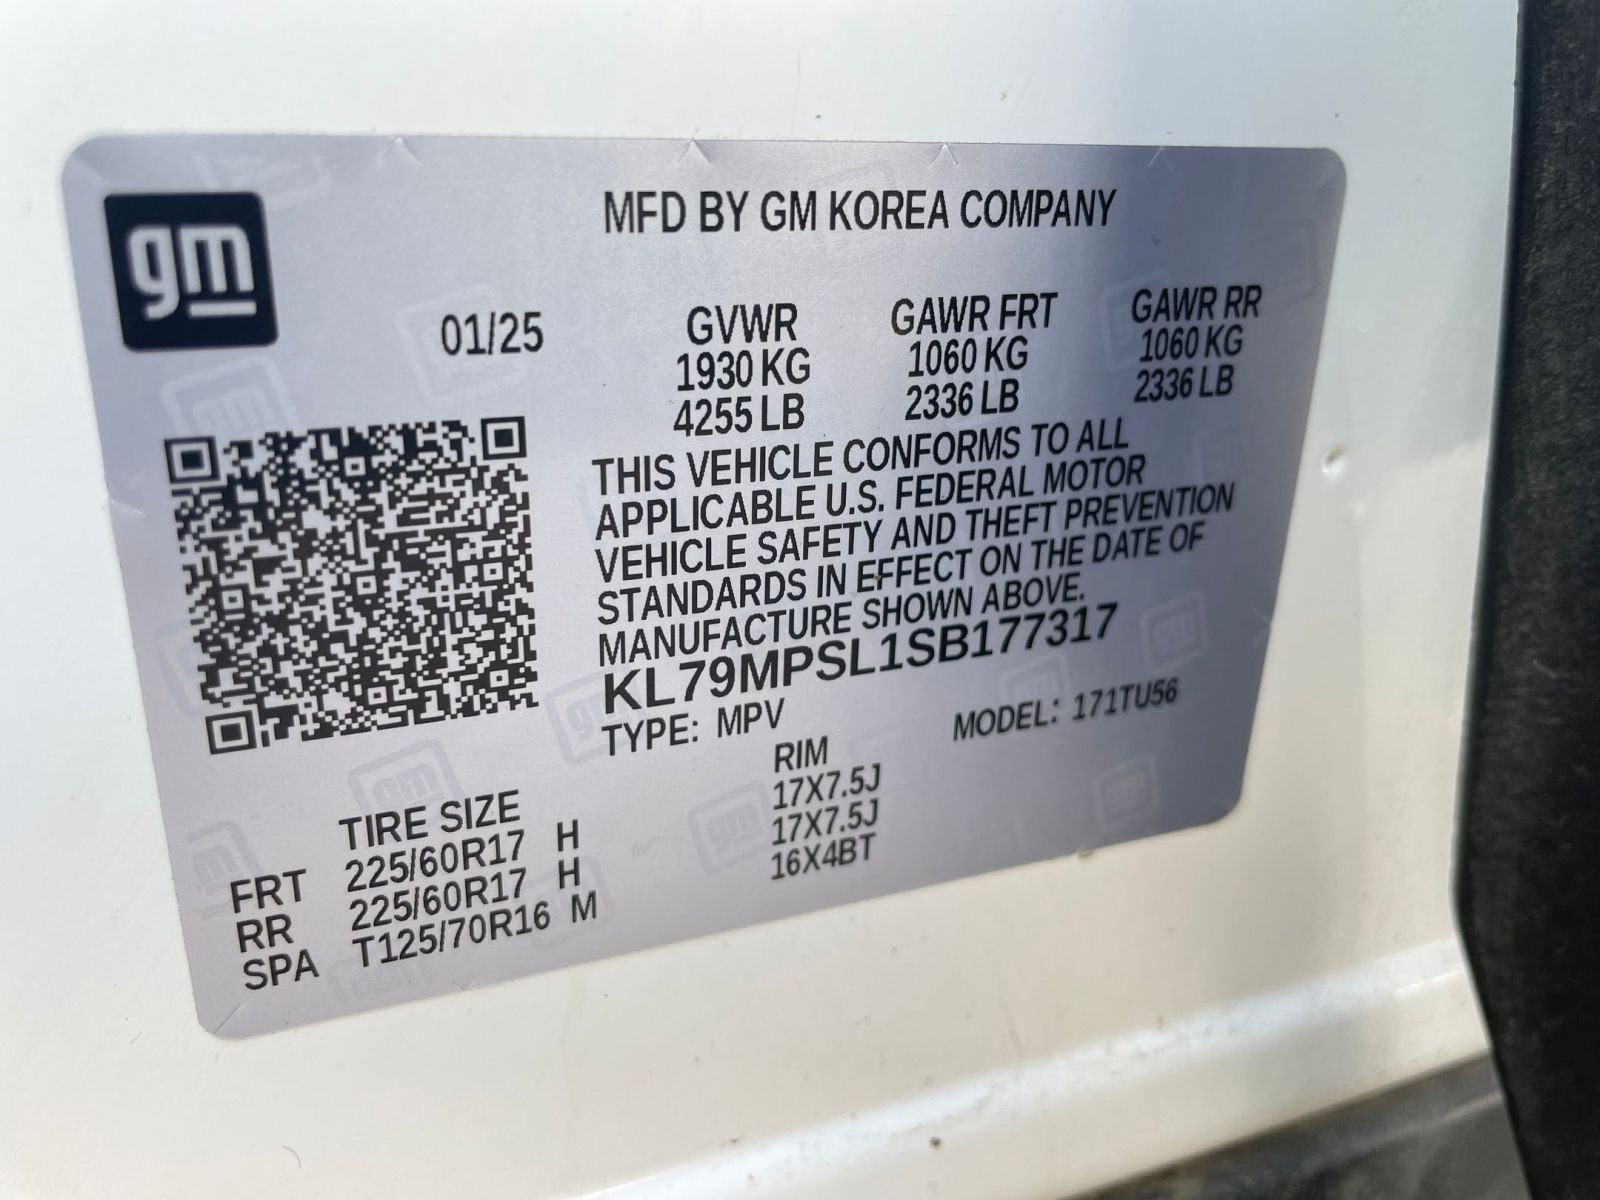 gm
MFD BY GM KOREA COMPANY
01/25 GVWR GAWR FRT GAWR RR
1930 KG 1060 KG 1060 KG
4255 LB 2336 LB 2336 LB
THIS VEHICLE CONFORMS TO ALL
APPLICABLE U.S. FEDERAL MOTOR
VEHICLE SAFETY AND THEFT PREVENTION
STANDARDS IN EFFECT ON THE DATE OF
MANUFACTURE SHOWN ABOVE.
KL79MPSL1SB177317
TYPE: MPV MODEL: 171TU56
TIRE SIZE RIM
FRT 225/60R17 H 17X7.5J
RR 225/60R17 H 17X7.5J
SPA T125/70R16 M 16X4BT